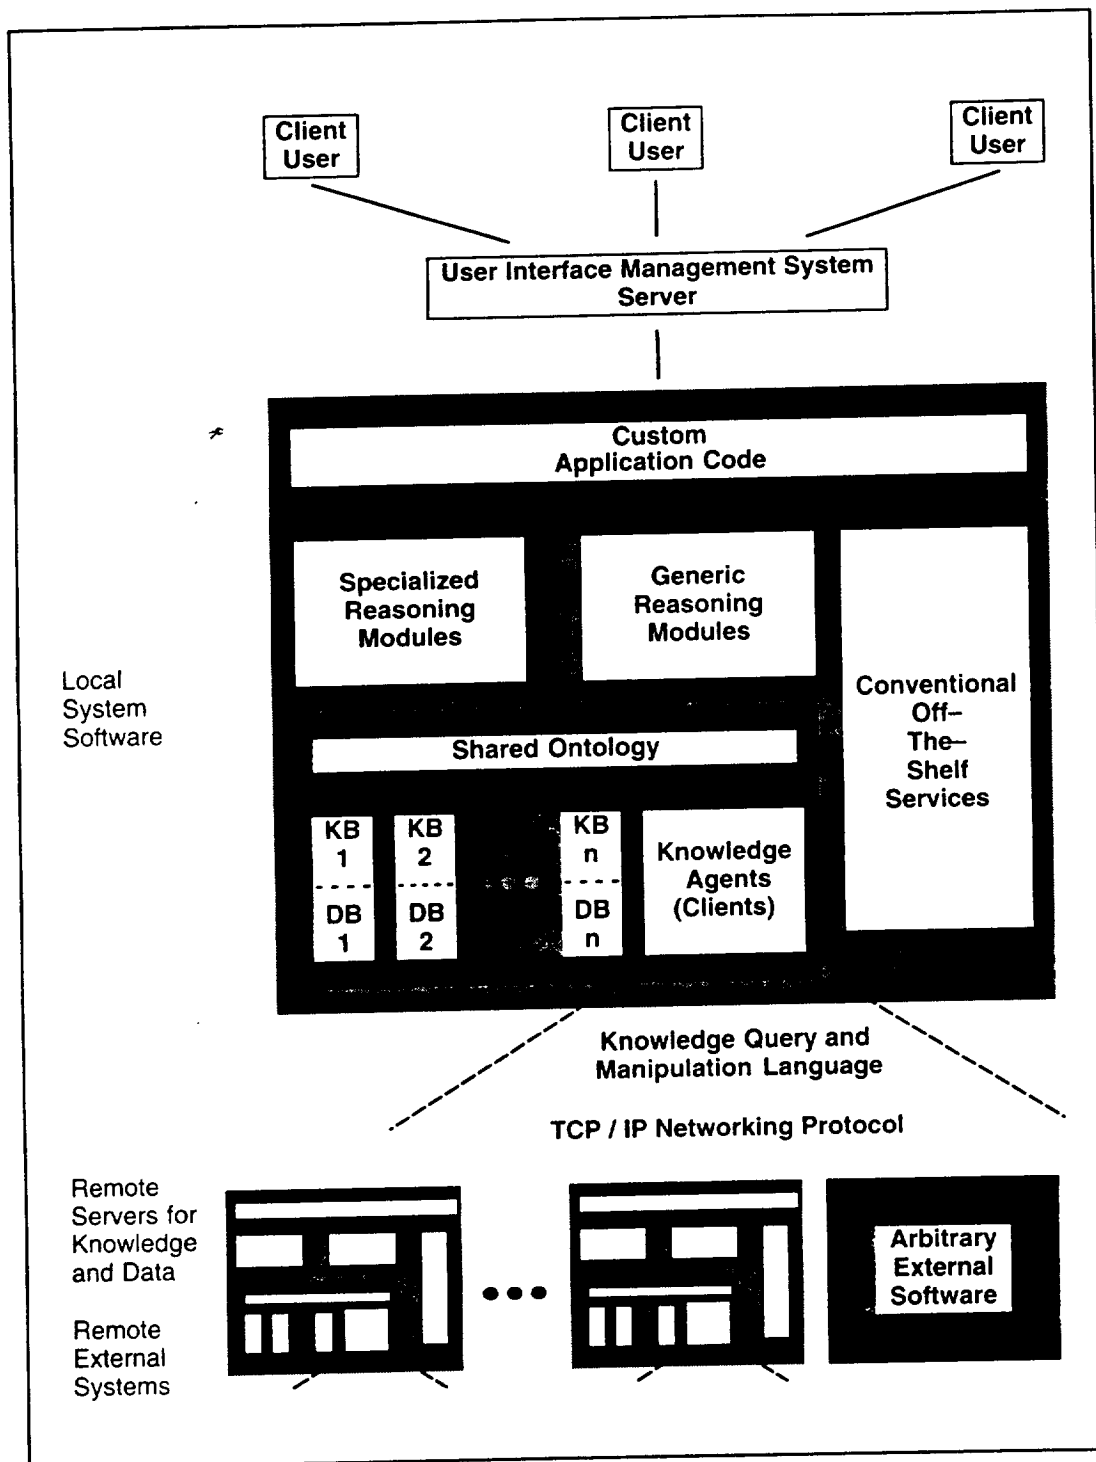 Client
User
Client
User
Client
User
User Interface Management System
Server
Custom
Application Code
Specialized
Reasoning
Modules
Generic
Reasoning
Modules
Conventional
Off–
The–
Shelf
Services
Local
System
Software
Shared Ontology
KB
1
DB
1
KB
2
DB
2
KB
n
DB
n
Knowledge
Agents
(Clients)
Knowledge Query and
Manipulation Language
TCP / IP Networking Protocol
Remote
Servers for
Knowledge
and Data
Remote
External
Systems
Arbitrary
External
Software